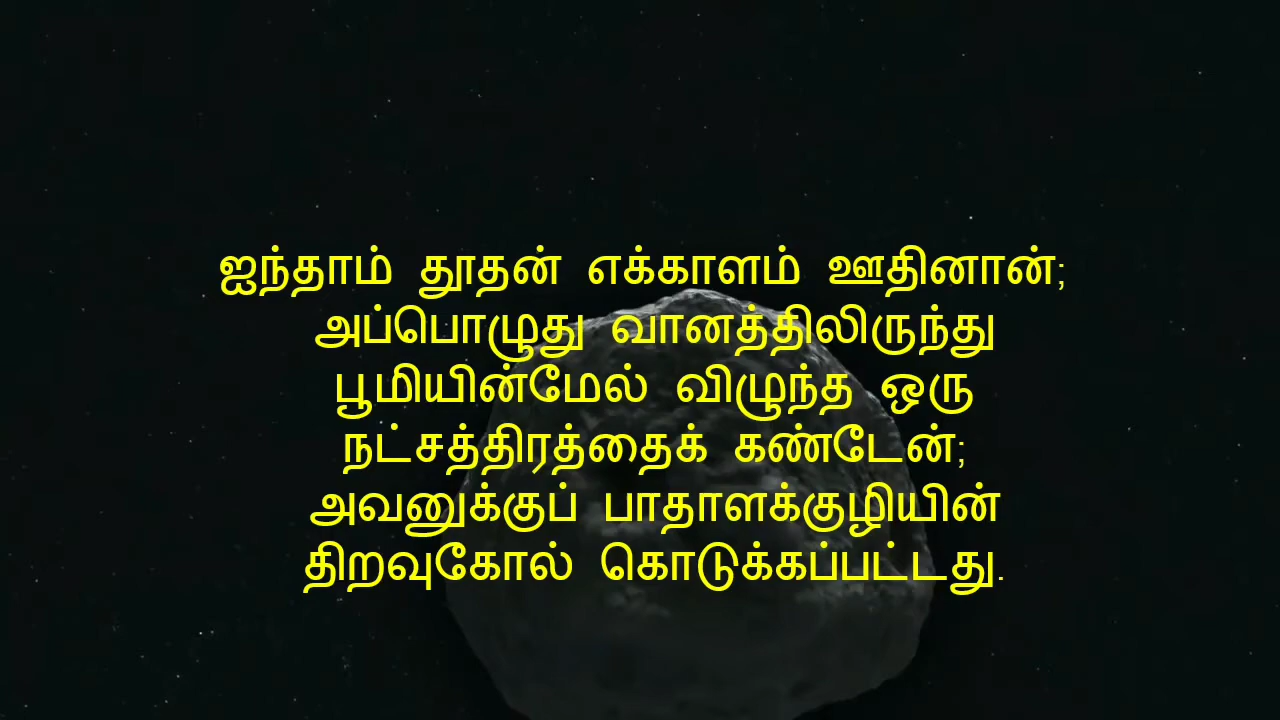 ஐந்தாம் தூதன் எக்காளம் ஊதினான்;
அப்பொழுது வானத்திலிருந்து
பூமியின்மேல் விழுந்த ஒரு
நட்சத்திரத்தைக் கண்டேன்;
அவனுக்குப் பாதாளக்குழியின்
திறவுகோல் கொடுக்கப்பட்டது.